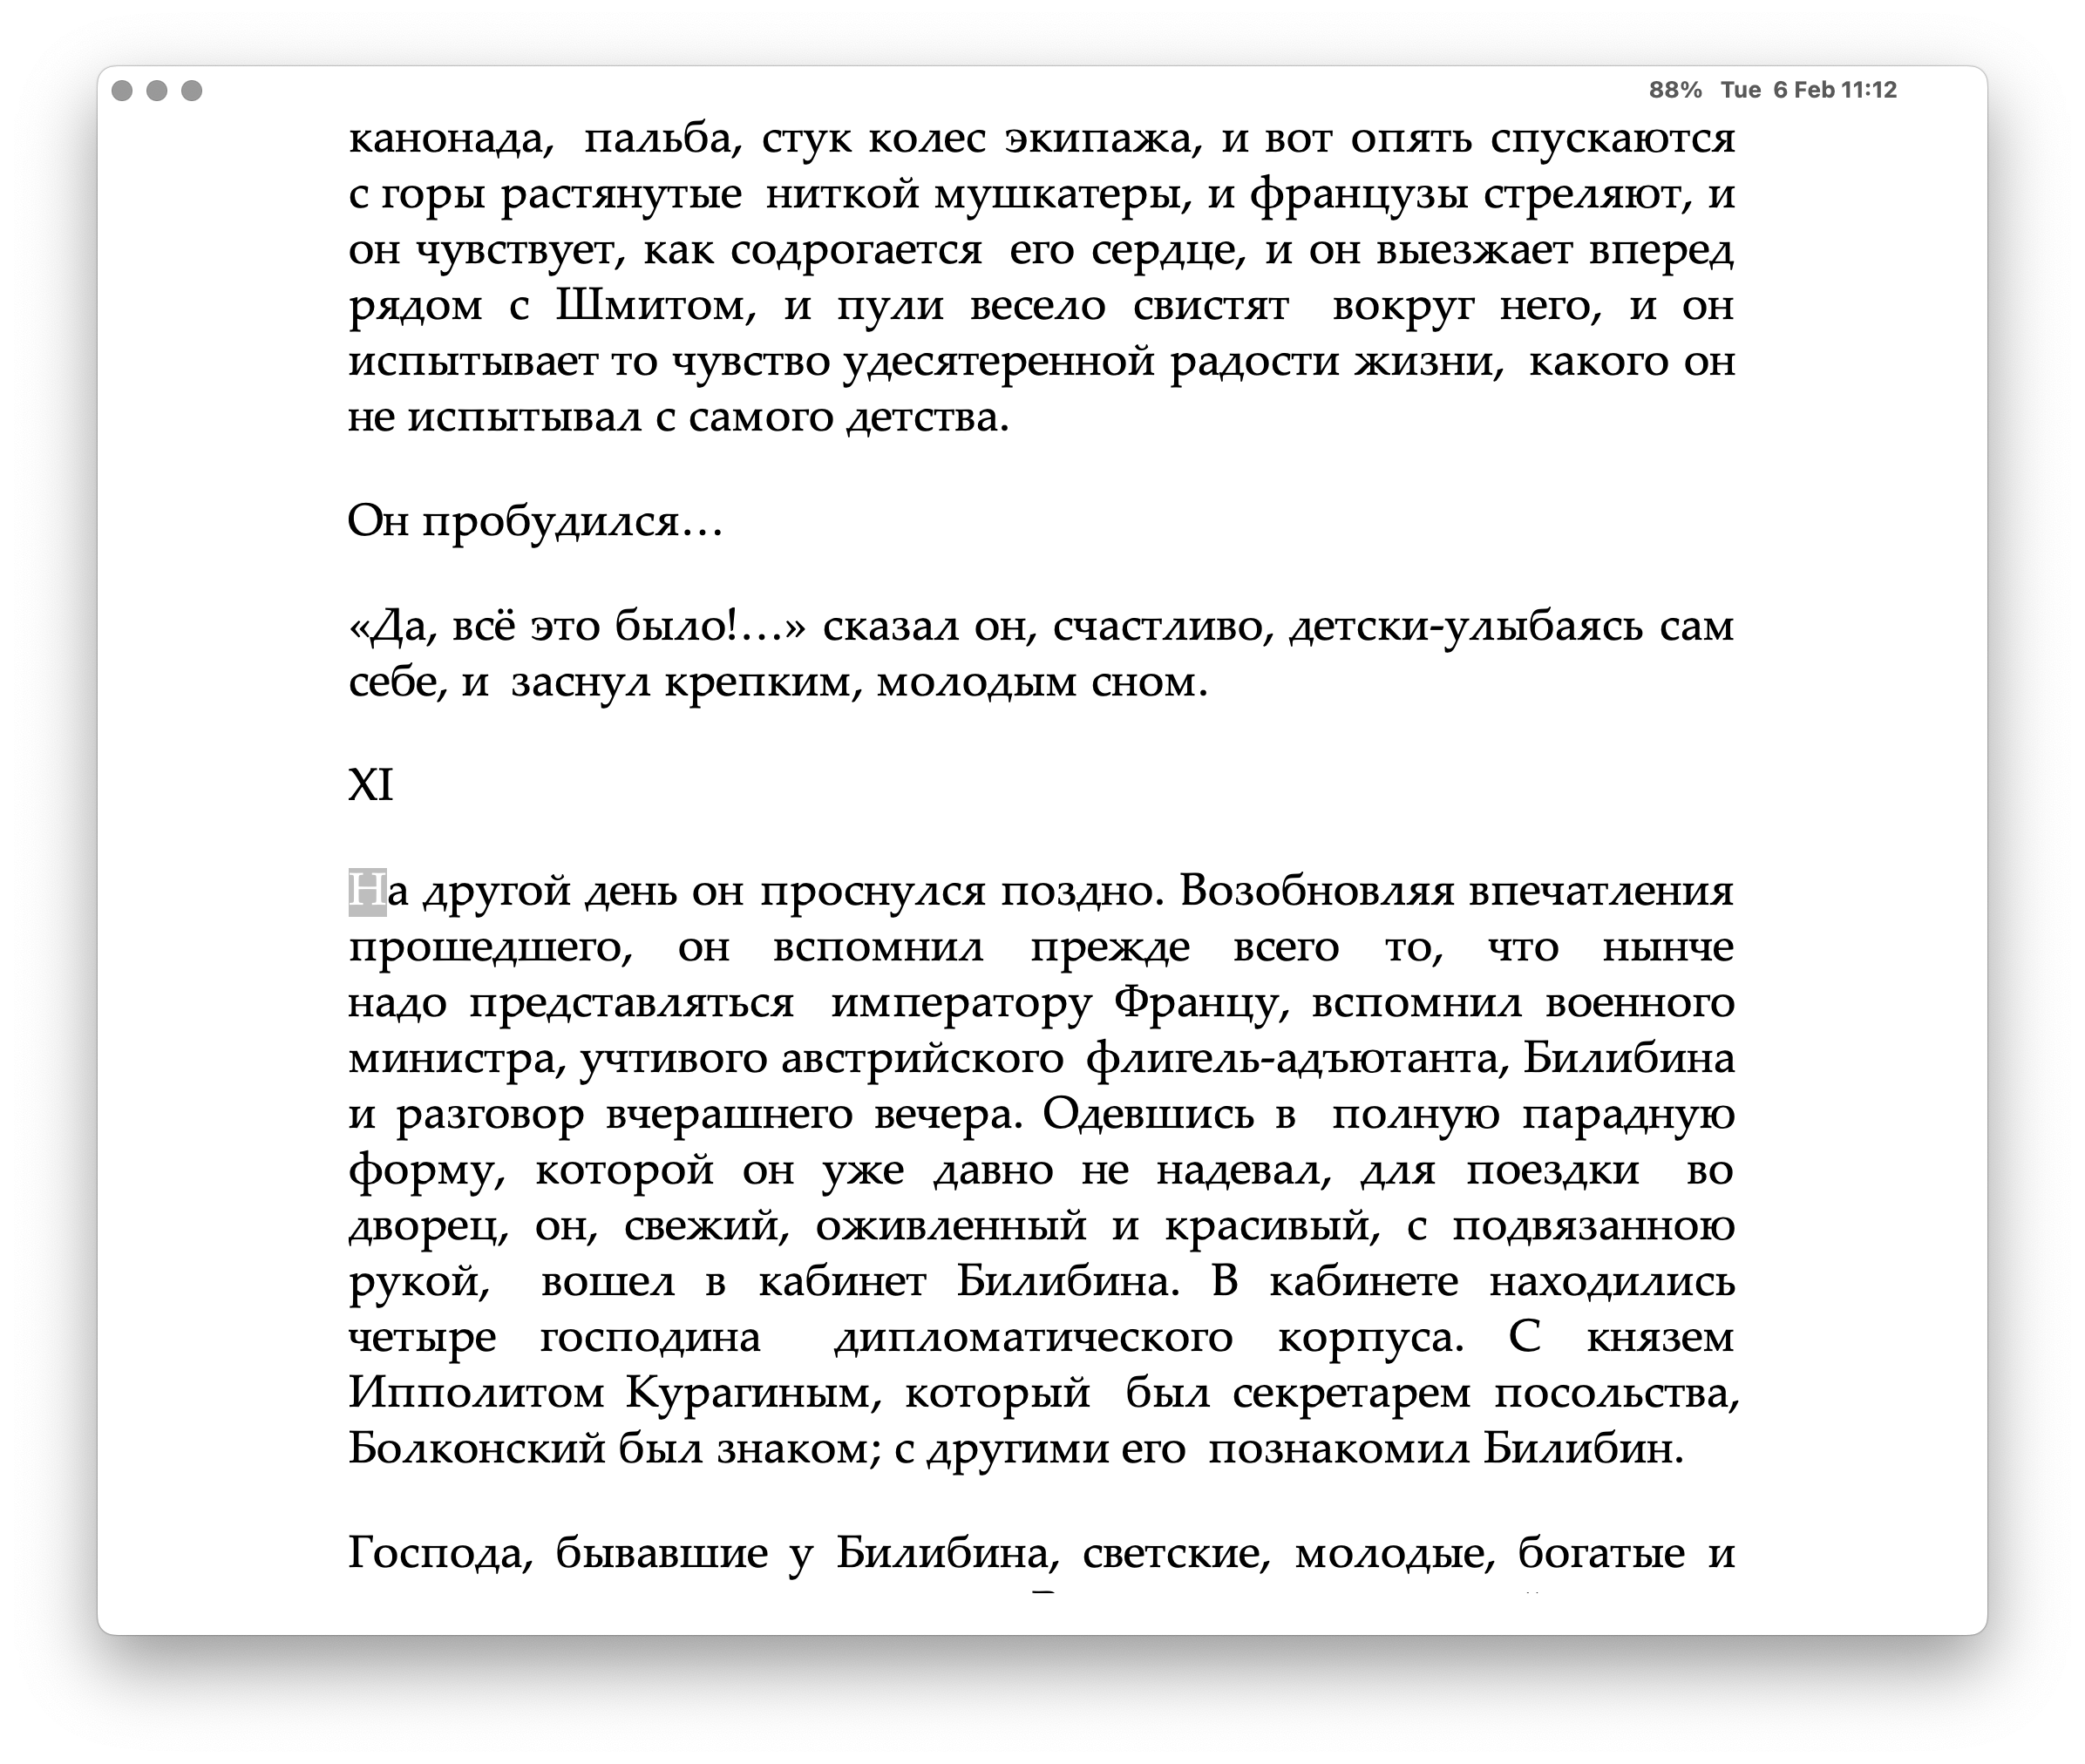 88% Tue 6 Feb 11:12
канонада, пальба, стук колес экипажа, и вот опять спускаются
с горы растянутые ниткой мушкатеры, и французы стреляют, и
он чувствует, как содрогается его сердце, и он выезжает вперед
рядом с Шмитом, и пули весело свистят вокруг него, и он
испытывает то чувство удесятеренной радости жизни, какого он
не испытывал с самого детства.
Он пробудился…
«Да, всё это было!…» сказал он, счастливо, детски-улыбаясь сам
себе, и заснул крепким, молодым сном.
XI
На другой день он проснулся поздно. Возобновляя впечатления
прошедшего, он вспомнил прежде всего то, что нынче
надо представляться императору Францу, вспомнил военного
министра, учтивого австрийского флигель-адъютанта, Билибина
и разговор вчерашнего вечера. Одевшись в полную парадную
форму, которой он уже давно не надевал, для поездки во
дворец, он, свежий, оживленный и красивый, с подвязанною
рукой, вошел в кабинет Билибина. В кабинете находились
четыре господина дипломатического корпуса. С князем
Ипполитом Курагиным, который был секретарем посольства,
Болконский был знаком; с другими его познакомил Билибин.
Господа, бывавшие у Билибина, светские, молодые, богатые и